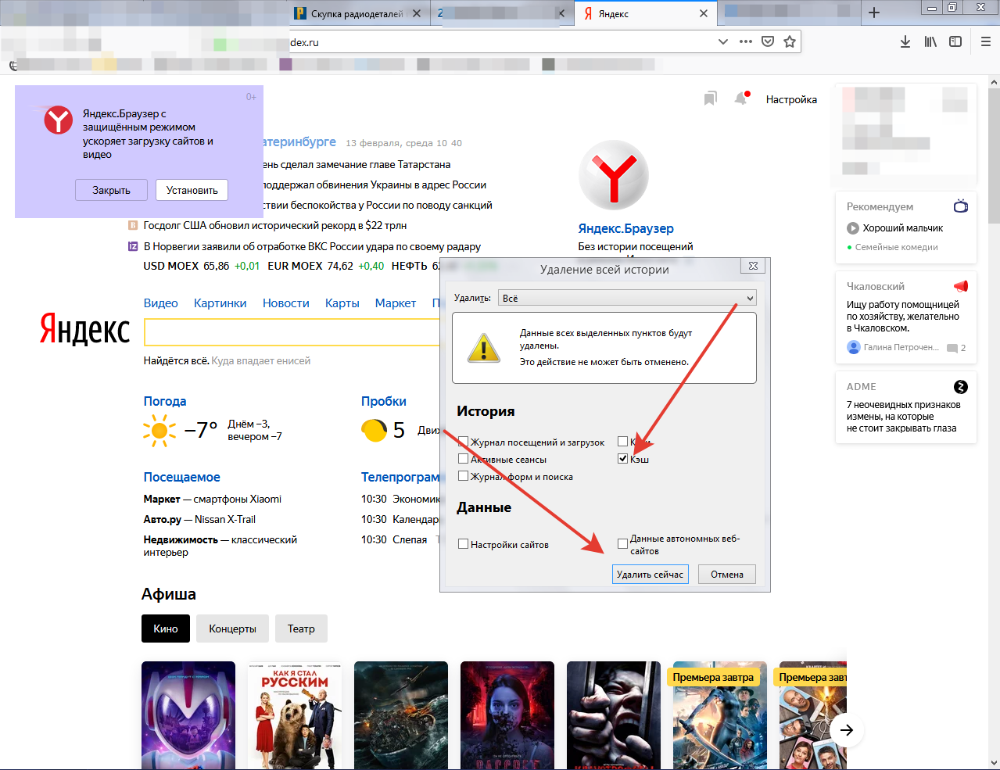 Скупка радиодеталей
Яндекс
dex.ru
0+
Яндекс.Браузер с
защищённым режимом
ускоряет загрузку сайтов и
видео
Закрыть
Установить
Настройка
атеринбурге
13 февраля, среда 10 40
ень сделал замечание главе Татарстана
поддержал обвинения Украины в адрес России
ствии беспокойства у России по поводу санкций
Госдолг США обновил исторический рекорд в $22 трлн
В Норвегии заявили об отработке ВКС России удара по своему радару
USD MOEX 65,86 +0,01 EUR MOEX 74,62 +0,40 НЕФТЬ
Яндекс.Браузер
Без истории посещений
Рекомендуем
Хороший мальчик
Семейные комедии
Чкаловский
Ищу работу помощницей
по хозяйству, желательно
в Чкаловском.
Галина Петрочен...
2
ADME
7 неочевидных признаков
измены, на которые
не стоит закрывать глаза
Видео Картинки Новости Карты Маркет П
Яндекс
Найдётся всё. Куда впадает енисей
Погода
−7°
Днём −3,
вечером −7
Пробки
5 Движ
Посещаемое
Маркет — смартфоны Xiaomi
Авто.ру — Nissan X-Trail
Недвижимость — классический
интерьер
Телепрограм
10:30 Экономик
10:30 Календар
10:30 Слепая
Удаление всей истории
Удалить:
Всё
Данные всех выделенных пунктов будут
удалены.
Это действие не может быть отменено.
История
Журнал посещений и загрузок
Куки
Активные сеансы
Кэш
Журнал форм и поиска
Данные
Настройки сайтов
Данные автономных веб-
сайтов
Удалить сейчас
Отмена
Афиша
Кино
Концерты
Театр
КАК Я СТАЛ
РУССКИМ
РАССВЕТ
Премьера завтра
Премьера завт